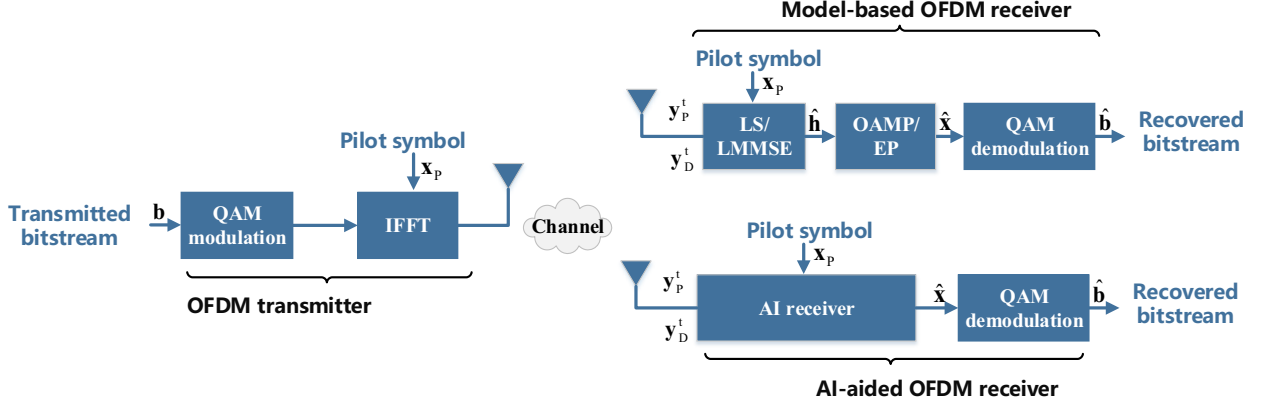 Transmitted
bitstream
b
QAM
modulation
Pilot symbol
x_P
IFFT
OFDM transmitter
Channel
Model-based OFDM receiver
Pilot symbol
x_P
y_P^t
y_D^t
LS/
LMMSE
ĥ
OAMP/
EP
x̂
QAM
demodulation
b̂
Recovered
bitstream
Pilot symbol
x_P
y_P^t
y_D^t
AI receiver
x̂
QAM
demodulation
b̂
Recovered
bitstream
AI-aided OFDM receiver